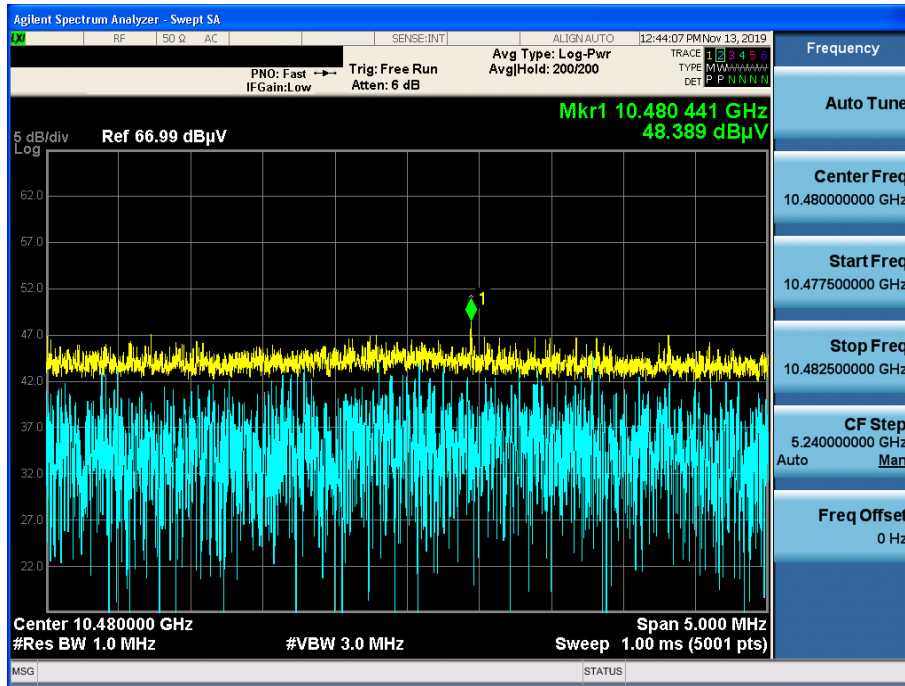 Agilent Spectrum Analyzer - Swept SA
LXI RF 50 Ω AC SENSE:INT ALIGN AUTO 12:44:07 PM Nov 13, 2019
Frequency
Avg Type: Log-Pwr
TRACE 1 2 3 4 5 6
PNO: Fast Trig: Free Run Avg|Hold: 200/200
TYPE M W W W W W
IFGain:Low Atten: 6 dB
DET P P N N N N
Auto Tune
Mkr1 10.480 441 GHz
5 dB/div Ref 66.99 dBµV 48.389 dBµV
Log
Center Freq
10.480000000 GHz
62.0
57.0
Start Freq
10.477500000 GHz
52.0
1
47.0
Stop Freq
10.482500000 GHz
42.0
37.0
CF Step
5.240000000 GHz
Auto Man
32.0
27.0
Freq Offset
0 Hz
22.0
Center 10.480000 GHz Span 5.000 MHz
#Res BW 1.0 MHz #VBW 3.0 MHz Sweep 1.00 ms (5001 pts)
MSG STATUS